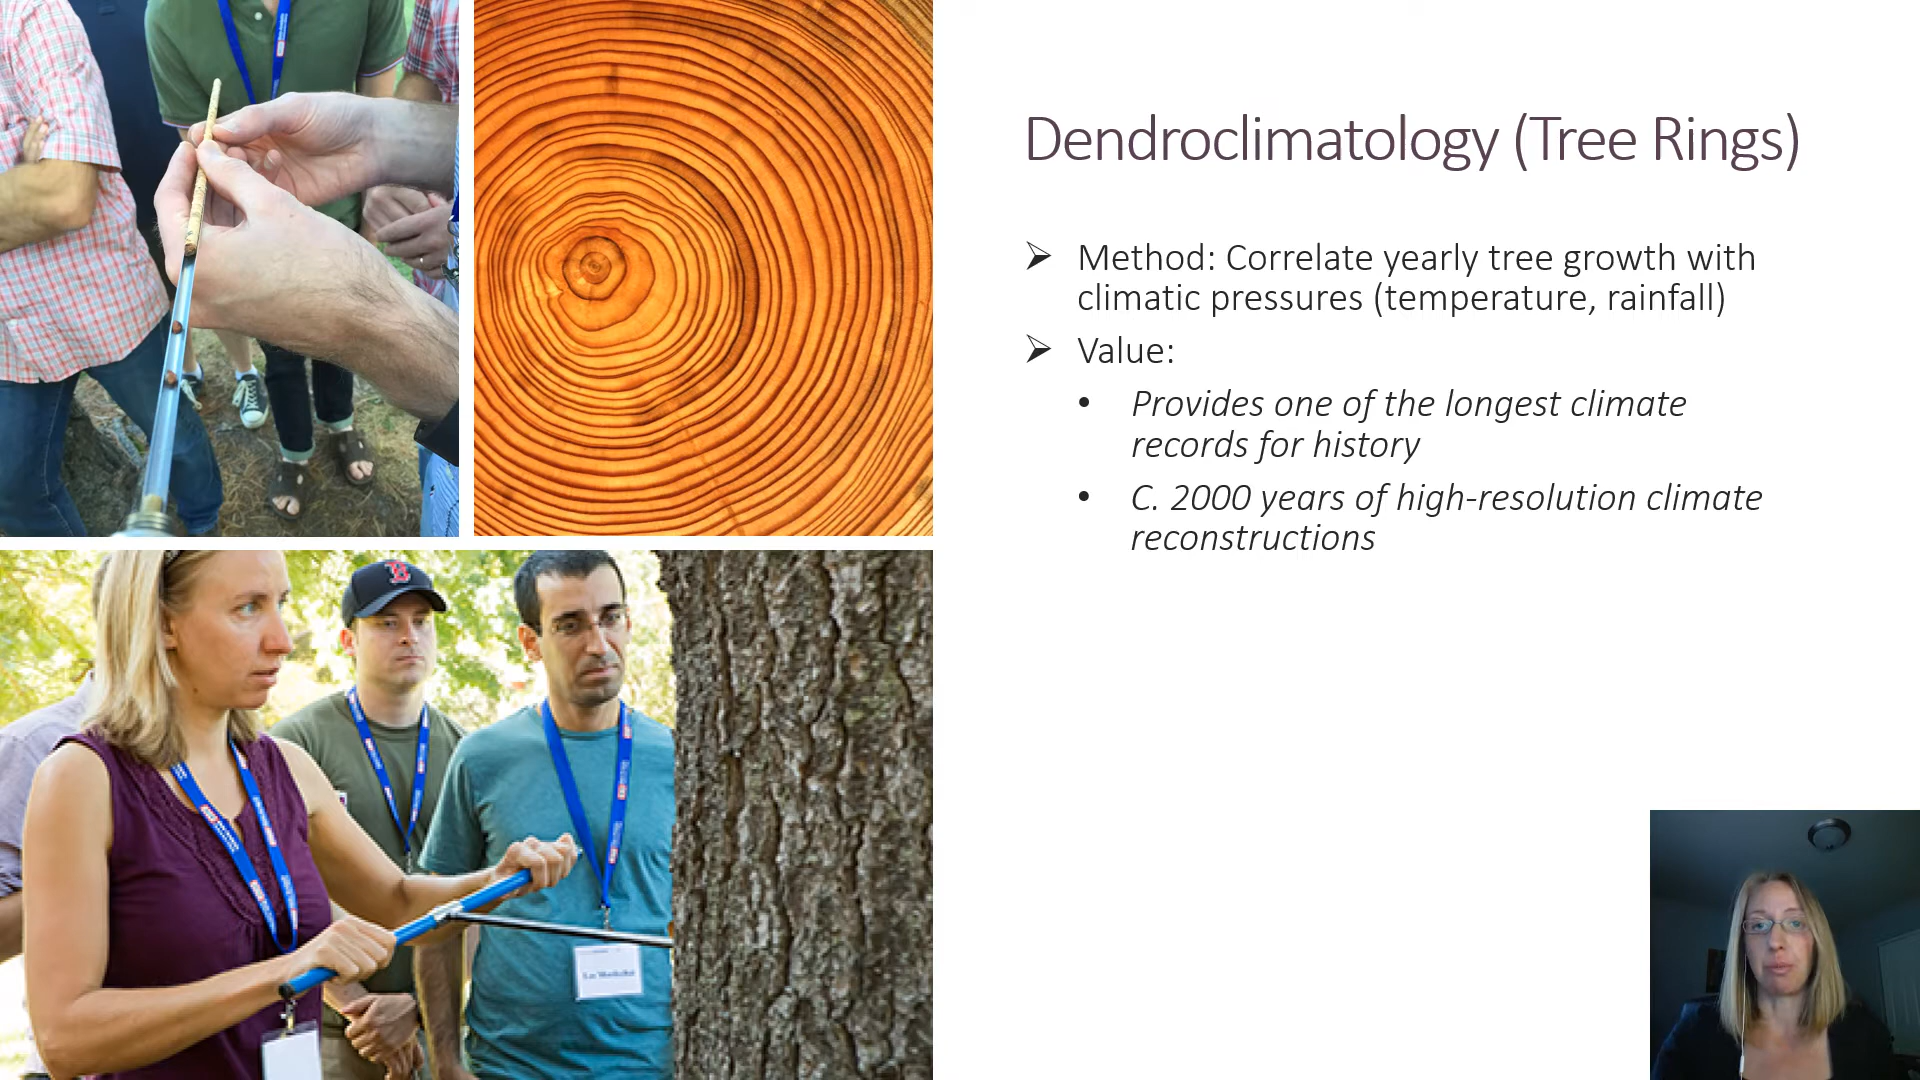 Dendroclimatology (Tree Rings)
Method: Correlate yearly tree growth with
climatic pressures (temperature, rainfall)
Value:
Provides one of the longest climate
records for history
C. 2000 years of high-resolution climate
reconstructions
B